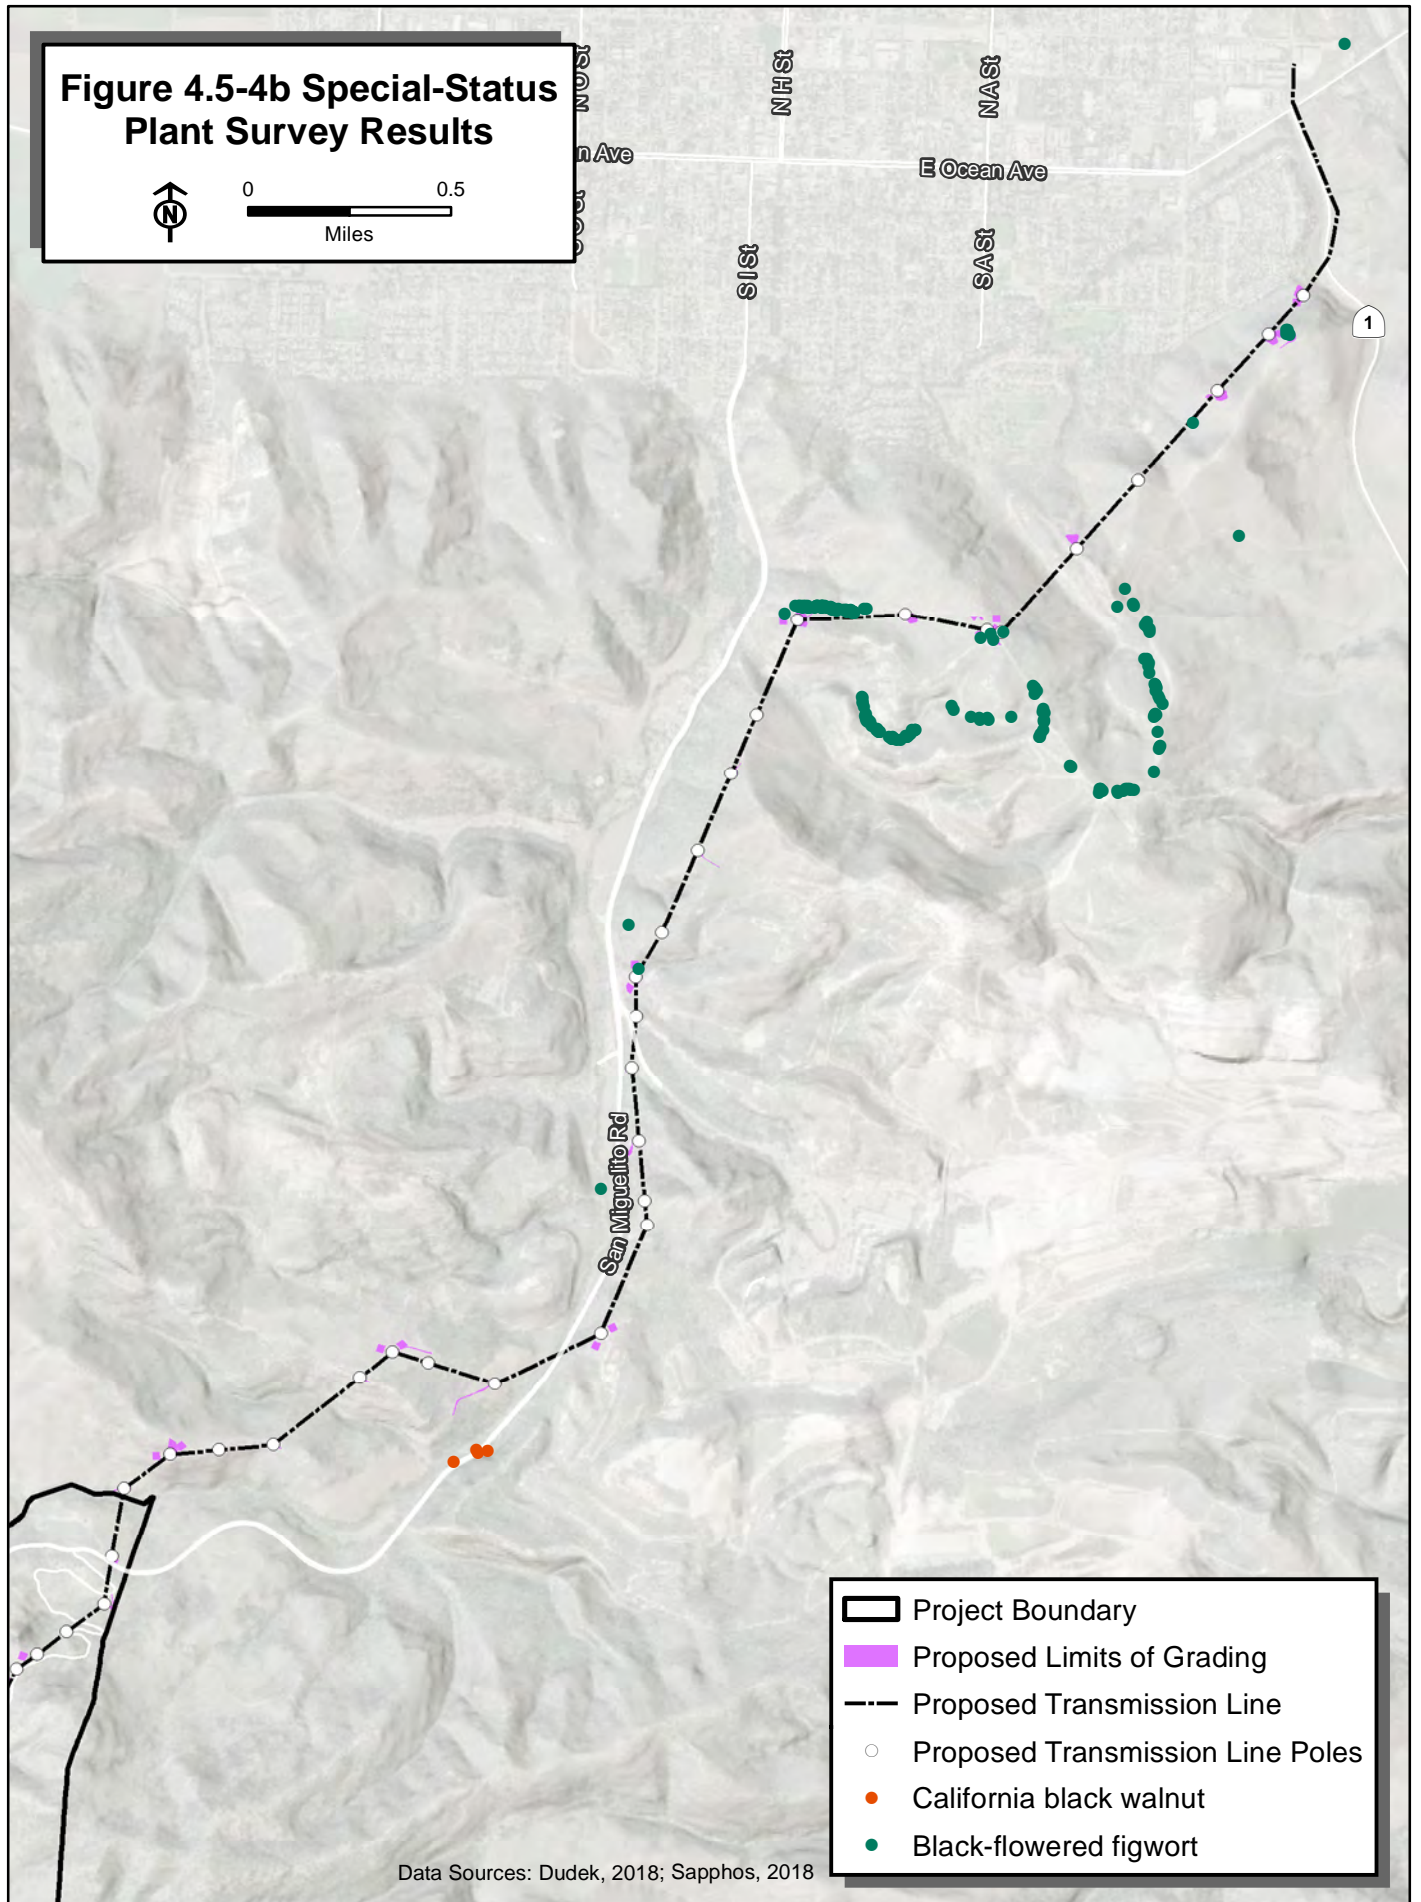 Figure 4.5-4b Special-Status
Plant Survey Results
N
0 0.5
Miles
n Ave
N H St
N A St
E Ocean Ave
S I St
S A St
1
San Miguelito Rd
Project Boundary
Proposed Limits of Grading
Proposed Transmission Line
Proposed Transmission Line Poles
California black walnut
Black-flowered figwort
Data Sources: Dudek, 2018; Sapphos, 2018